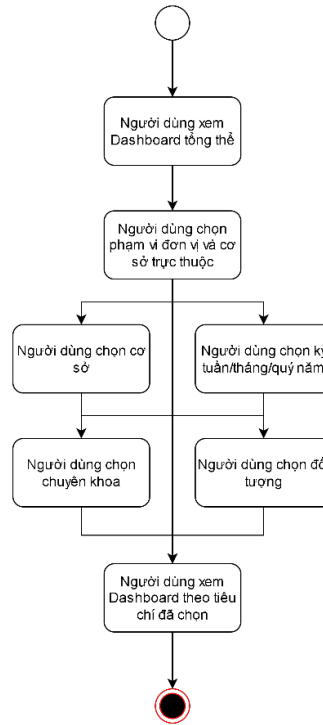 Người dùng xem
Dashboard tổng thể
Người dùng chọn
phạm vi đơn vị và cơ
sở trực thuộc
Người dùng chọn cơ
sở
Người dùng chọn kỳ
tuần/tháng/quý năm
Người dùng chọn
chuyên khoa
Người dùng chọn đối
tượng
Người dùng xem
Dashboard theo tiêu
chí đã chọn